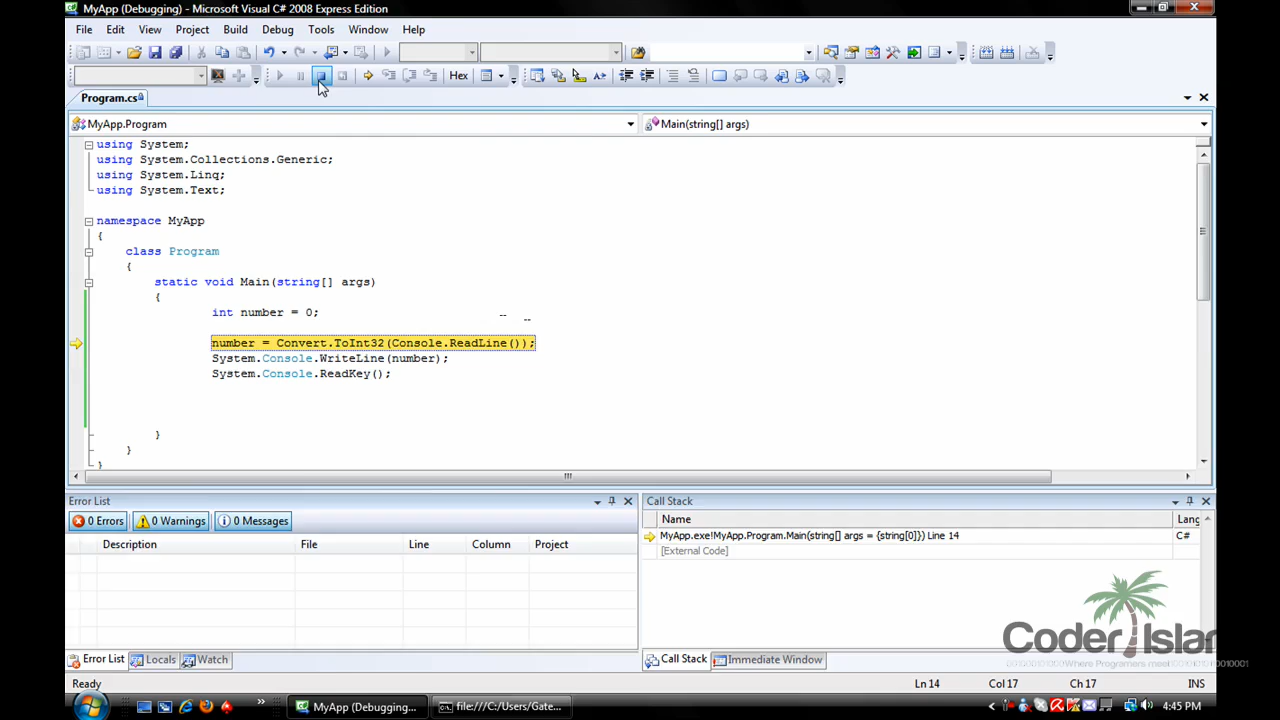 MyApp (Debugging) - Microsoft Visual C# 2008 Express Edition
File Edit View Project Build Debug Tools Window Help
Hex
Program.cs
MyApp.Program Main(string[] args)
using System;
using System.Collections.Generic;
using System.Linq;
using System.Text;
namespace MyApp
{
class Program
{
static void Main(string[] args)
{
int number = 0;
number = Convert.ToInt32(Console.ReadLine());
System.Console.WriteLine(number);
System.Console.ReadKey();
}
}
}
Error List
0 Errors 0 Warnings 0 Messages
Description File Line Column Project
Call Stack
Name Lang
MyApp.exe!MyApp.Program.Main(string[] args = {string[0]}) Line 14 C#
[External Code]
Coder Islan
Where Programers meet
Error List Locals Watch
Call Stack Immediate Window
Ready Ln 14 Col 17 Ch 17 INS
MyApp (Debugging... file:///C:/Users/Gate... 4:45 PM